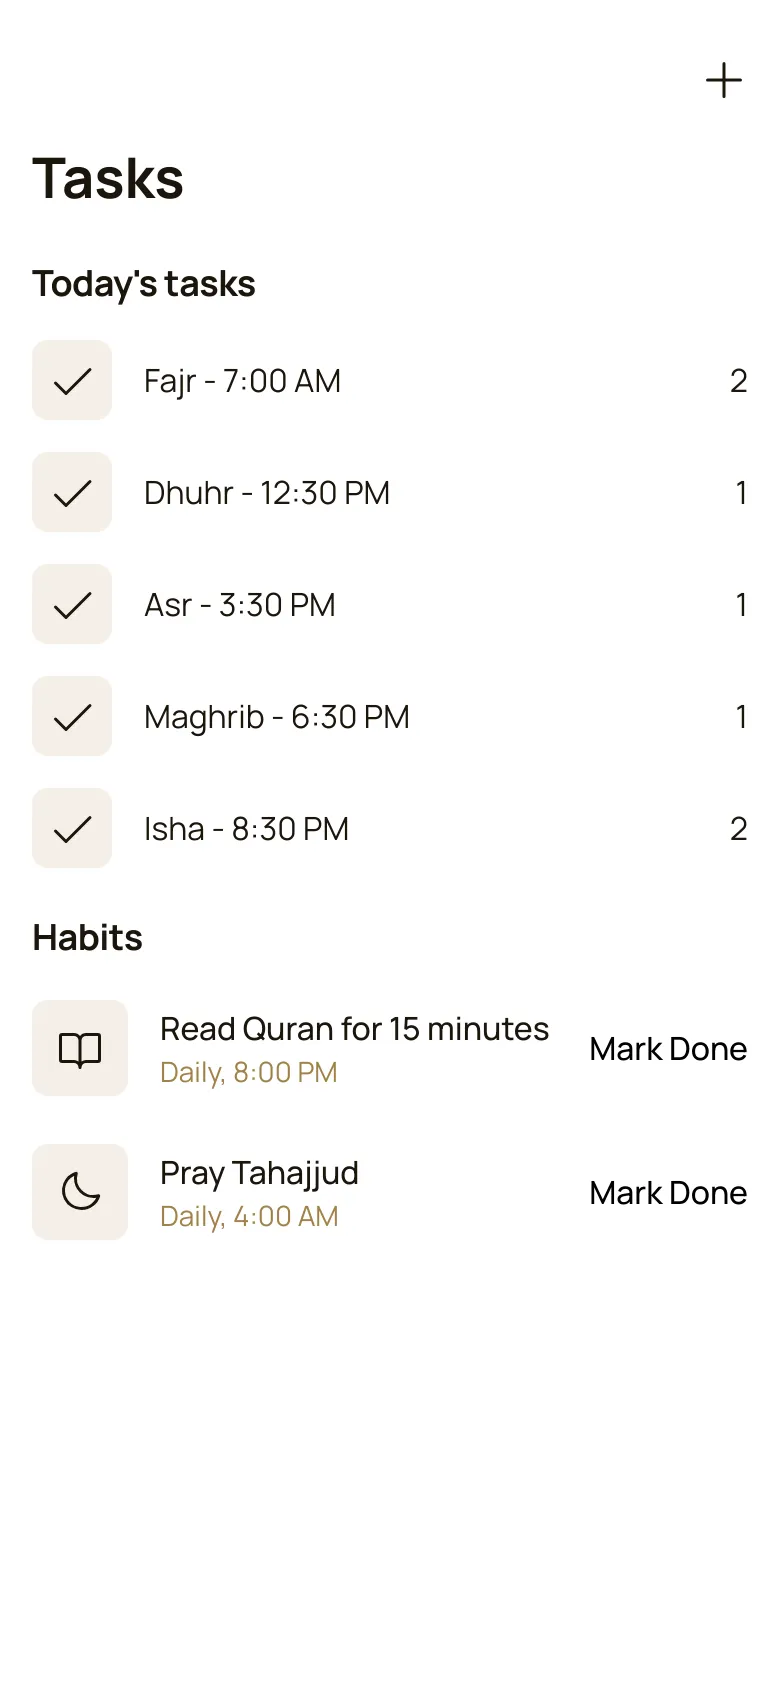 Tasks
Today's tasks
Fajr - 7:00 AM 2
Dhuhr - 12:30 PM 1
Asr - 3:30 PM 1
Maghrib - 6:30 PM 1
Isha - 8:30 PM 2
Habits
Read Quran for 15 minutes
Daily, 8:00 PM
Mark Done
Pray Tahajjud
Daily, 4:00 AM
Mark Done